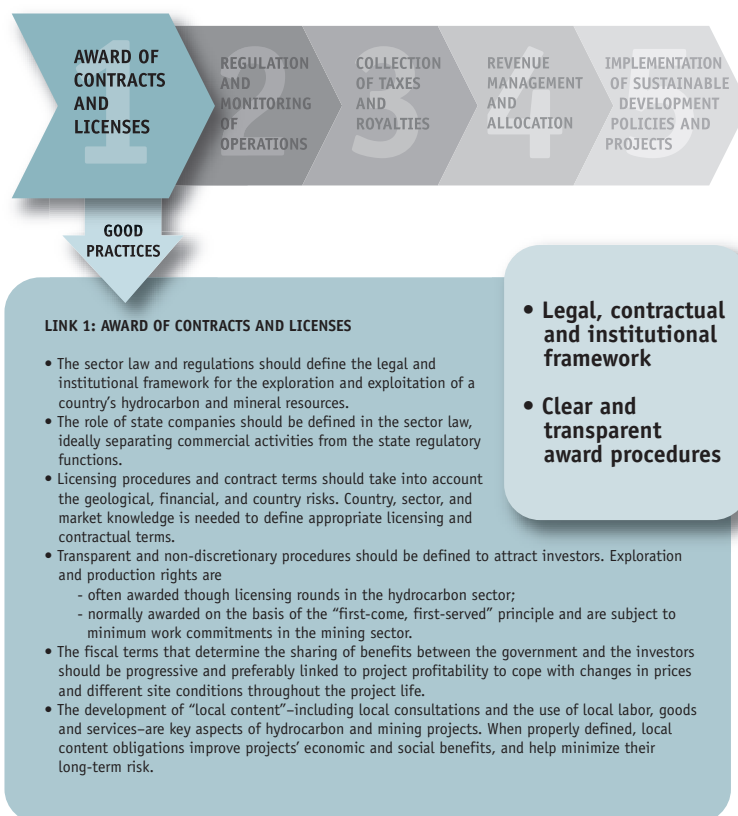 AWARD OF
CONTRACTS
AND
LICENSES
1
REGULATION
AND
MONITORING
OF
OPERATIONS
2
COLLECTION
OF TAXES
AND
ROYALTIES
3
REVENUE
MANAGEMENT
AND
ALLOCATION
4
IMPLEMENTATION
OF SUSTAINABLE
DEVELOPMENT
POLICIES AND
PROJECTS
5
GOOD
PRACTICES
LINK 1: AWARD OF CONTRACTS AND LICENSES
• The sector law and regulations should define the legal and
institutional framework for the exploration and exploitation of a
country's hydrocarbon and mineral resources.
• The role of state companies should be defined in the sector law,
ideally separating commercial activities from the state regulatory
functions.
• Licensing procedures and contract terms should take into account
the geological, financial, and country risks. Country, sector, and
market knowledge is needed to define appropriate licensing and
contractual terms.
• Transparent and non-discretionary procedures should be defined to attract investors. Exploration
and production rights are
- often awarded though licensing rounds in the hydrocarbon sector;
- normally awarded on the basis of the "first-come, first-served" principle and are subject to
minimum work commitments in the mining sector.
• The fiscal terms that determine the sharing of benefits between the government and the investors
should be progressive and preferably linked to project profitability to cope with changes in prices
and different site conditions throughout the project life.
• The development of "local content"–including local consultations and the use of local labor, goods
and services–are key aspects of hydrocarbon and mining projects. When properly defined, local
content obligations improve projects' economic and social benefits, and help minimize their
long-term risk.
• Legal, contractual
and institutional
framework
• Clear and
transparent
award procedures